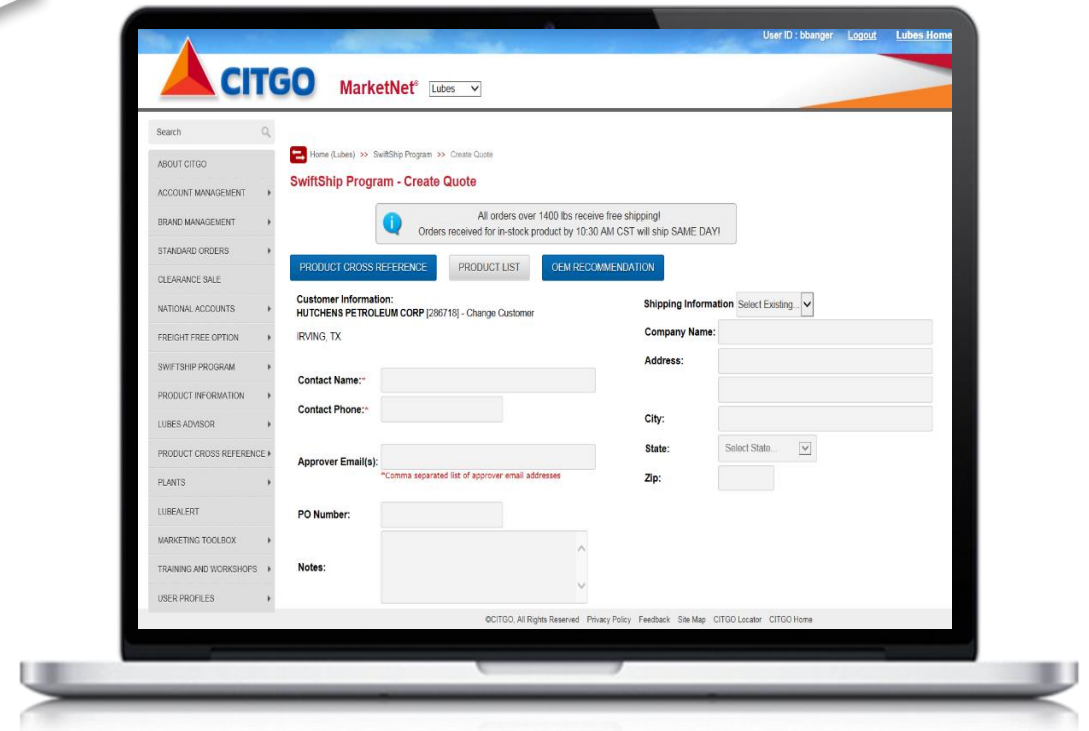 User ID : bbanger Logout Lubes Home
CITGO MarketNet® Lubes
Search
ABOUT CITGO
ACCOUNT MANAGEMENT
BRAND MANAGEMENT
STANDARD ORDERS
CLEARANCE SALE
NATIONAL ACCOUNTS
FREIGHT FREE OPTION
SWIFTSHIP PROGRAM
PRODUCT INFORMATION
LUBES ADVISOR
PRODUCT CROSS REFERENCE
PLANTS
LUBEALERT
MARKETING TOOLBOX
TRAINING AND WORKSHOPS
USER PROFILES
Home (Lubes) >> SwiftShip Program >> Create Quote
SwiftShip Program - Create Quote
All orders over 1400 lbs receive free shipping!
Orders received for in-stock product by 10:30 AM CST will ship SAME DAY!
PRODUCT CROSS REFERENCE PRODUCT LIST OEM RECOMMENDATION
Customer Information:
HUTCHENS PETROLEUM CORP [286718] - Change Customer
IRVING, TX
Contact Name:*
Contact Phone:*
Approver Email(s):
*Comma separated list of approver email addresses
PO Number:
Notes:
Shipping Information Select Existing...
Company Name:
Address:
City:
State: Select State...
Zip:
©CITGO, All Rights Reserved Privacy Policy Feedback Site Map CITGO Locator CITGO Home